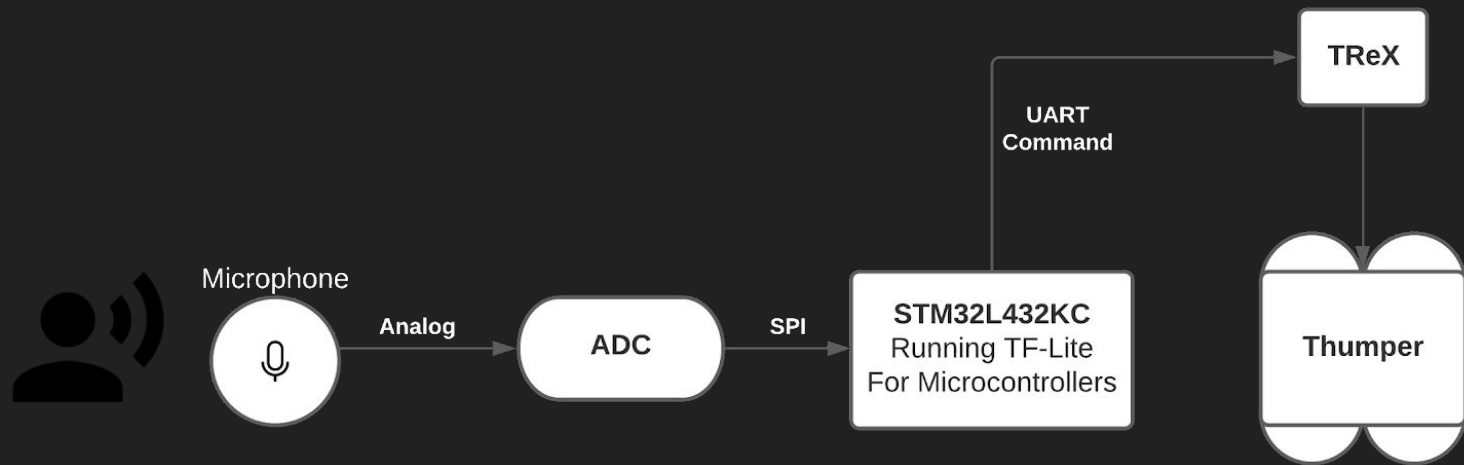 TReX
UART
Command
Microphone
Analog
ADC
SPI
STM32L432KC
Running TF-Lite
For Microcontrollers
Thumper